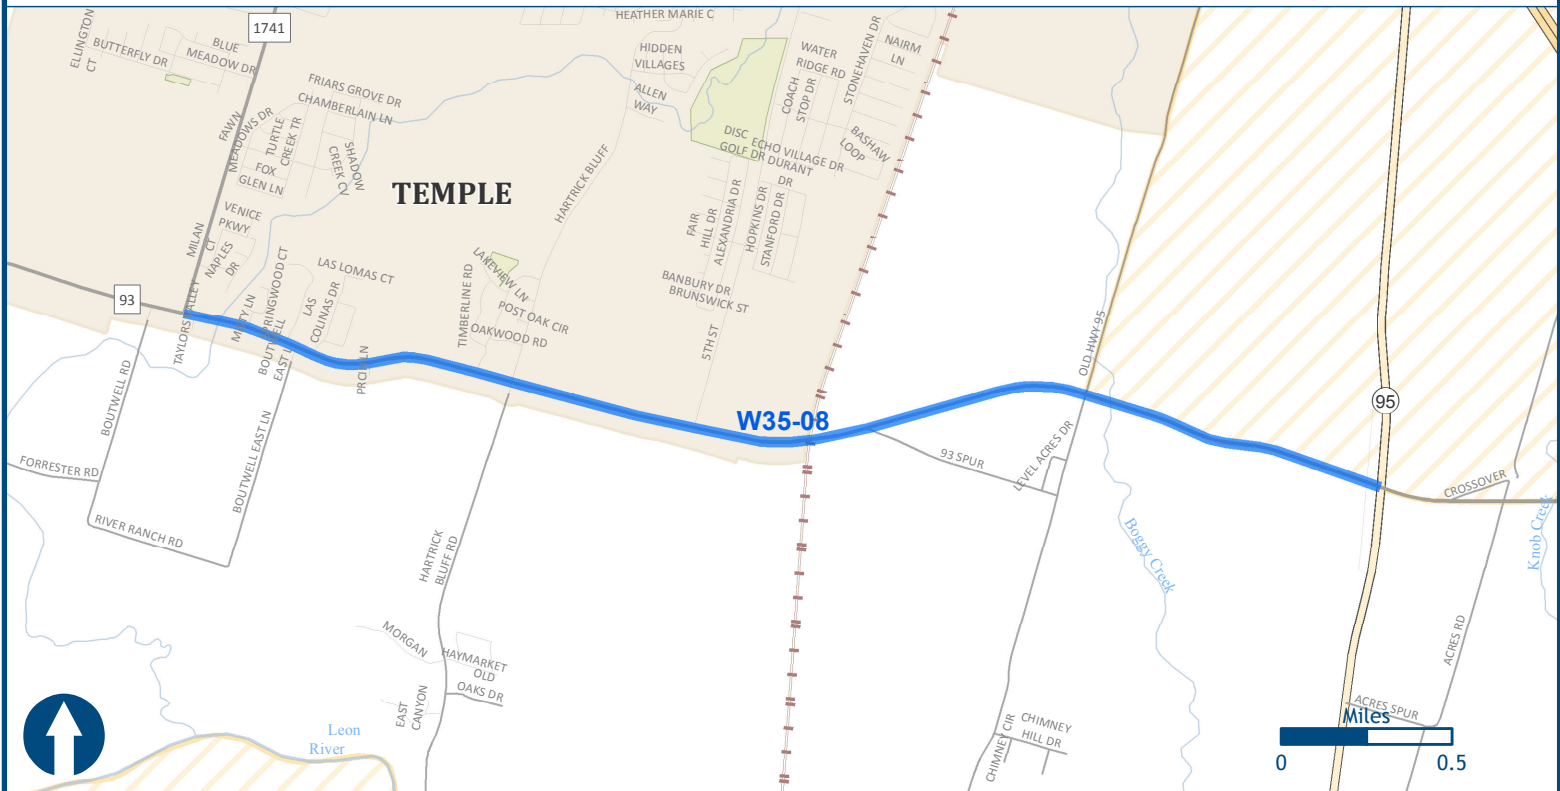 HEATHER MARIE C
1741
ELLINGTON
CT
BUTTERFLY DR
BLUE
MEADOW DR
HIDDEN
VILLAGES
WATER
RIDGE RD
STONEHAVEN DR
NAIRM
LN
FRIARS GROVE DR
CHAMBERLAIN LN
ALLEN
WAY
COACH
STOP DR
FAWN
MEADOWS DR
TURTLE
CREEK TR
SHADOW
CREEK CV
FOX
GLEN LN
DISC
GOLF DR
ECHO VILLAGE DR
DURANT
DR
BASHAW
LOOP
TEMPLE
HARTRICK BLUFF
VENICE
PKWY
MILAN
CT
NAPLES
DR
FAIR
HILL DR
ALEXANDRIA DR
HOPKINS DR
STANFORD DR
LAS LOMAS CT
LAKEVIEW LN
BANBURY DR
BRUNSWICK ST
93
TAYLORS VALLEY
MISTY LN
SPRINGWOOD CT
LAS
COLINAS DR
TIMBERLINE RD
POST OAK CIR
OAKWOOD RD
5TH ST
OLD HWY 95
BOUTWELL
EAST L
BOUTWELL RD
W35-08
95
FORRESTER RD
BOUTWELL EAST LN
93 SPUR
LEVEL ACRES DR
CROSSOVER
RIVER RANCH RD
HARTRICK
BLUFF RD
Boggy Creek
Knob Creek
MORGAN
HAYMARKET
OLD
OAKS DR
EAST
CANYON
ACRES RD
ACRES SPUR
CHIMNEY CIR
CHIMNEY
HILL DR
Leon
River
Miles
0
0.5